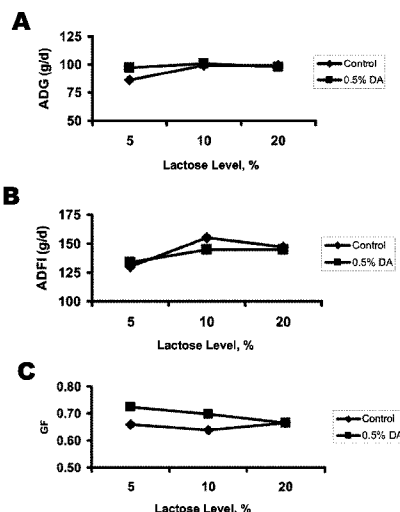 A
125
100
75
50
ADG (g/d)
5 10 20
Lactose Level, %
Control
0.5% DA
B
175
150
125
100
ADFI (g/d)
5 10 20
Lactose Level, %
Control
0.5% DA
C
0.80
0.70
0.60
0.50
GF
5 10 20
Lactose Level, %
Control
0.5% DA